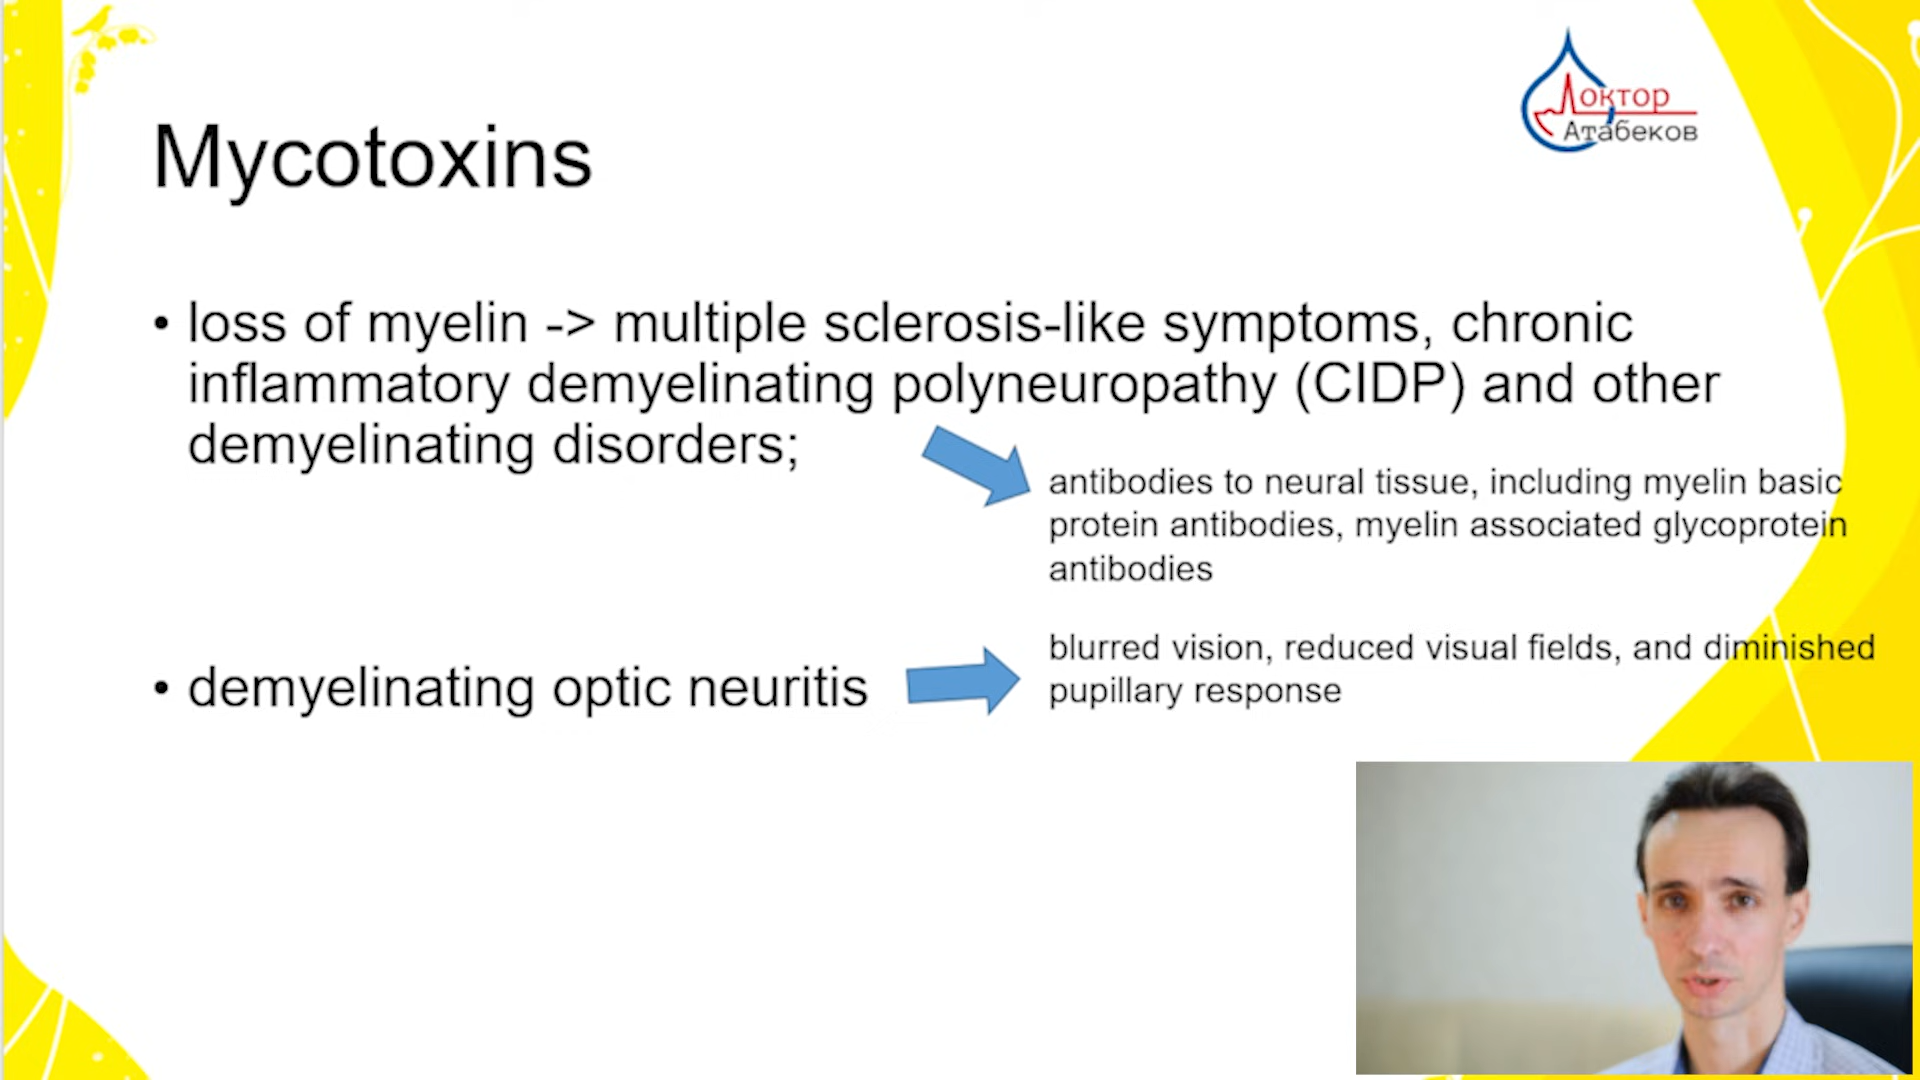 Доктор
Атабеков
Mycotoxins
• loss of myelin -> multiple sclerosis-like symptoms, chronic
inflammatory demyelinating polyneuropathy (CIDP) and other
demyelinating disorders;
antibodies to neural tissue, including myelin basic
protein antibodies, myelin associated glycoprotein
antibodies
• demyelinating optic neuritis
blurred vision, reduced visual fields, and diminished
pupillary response